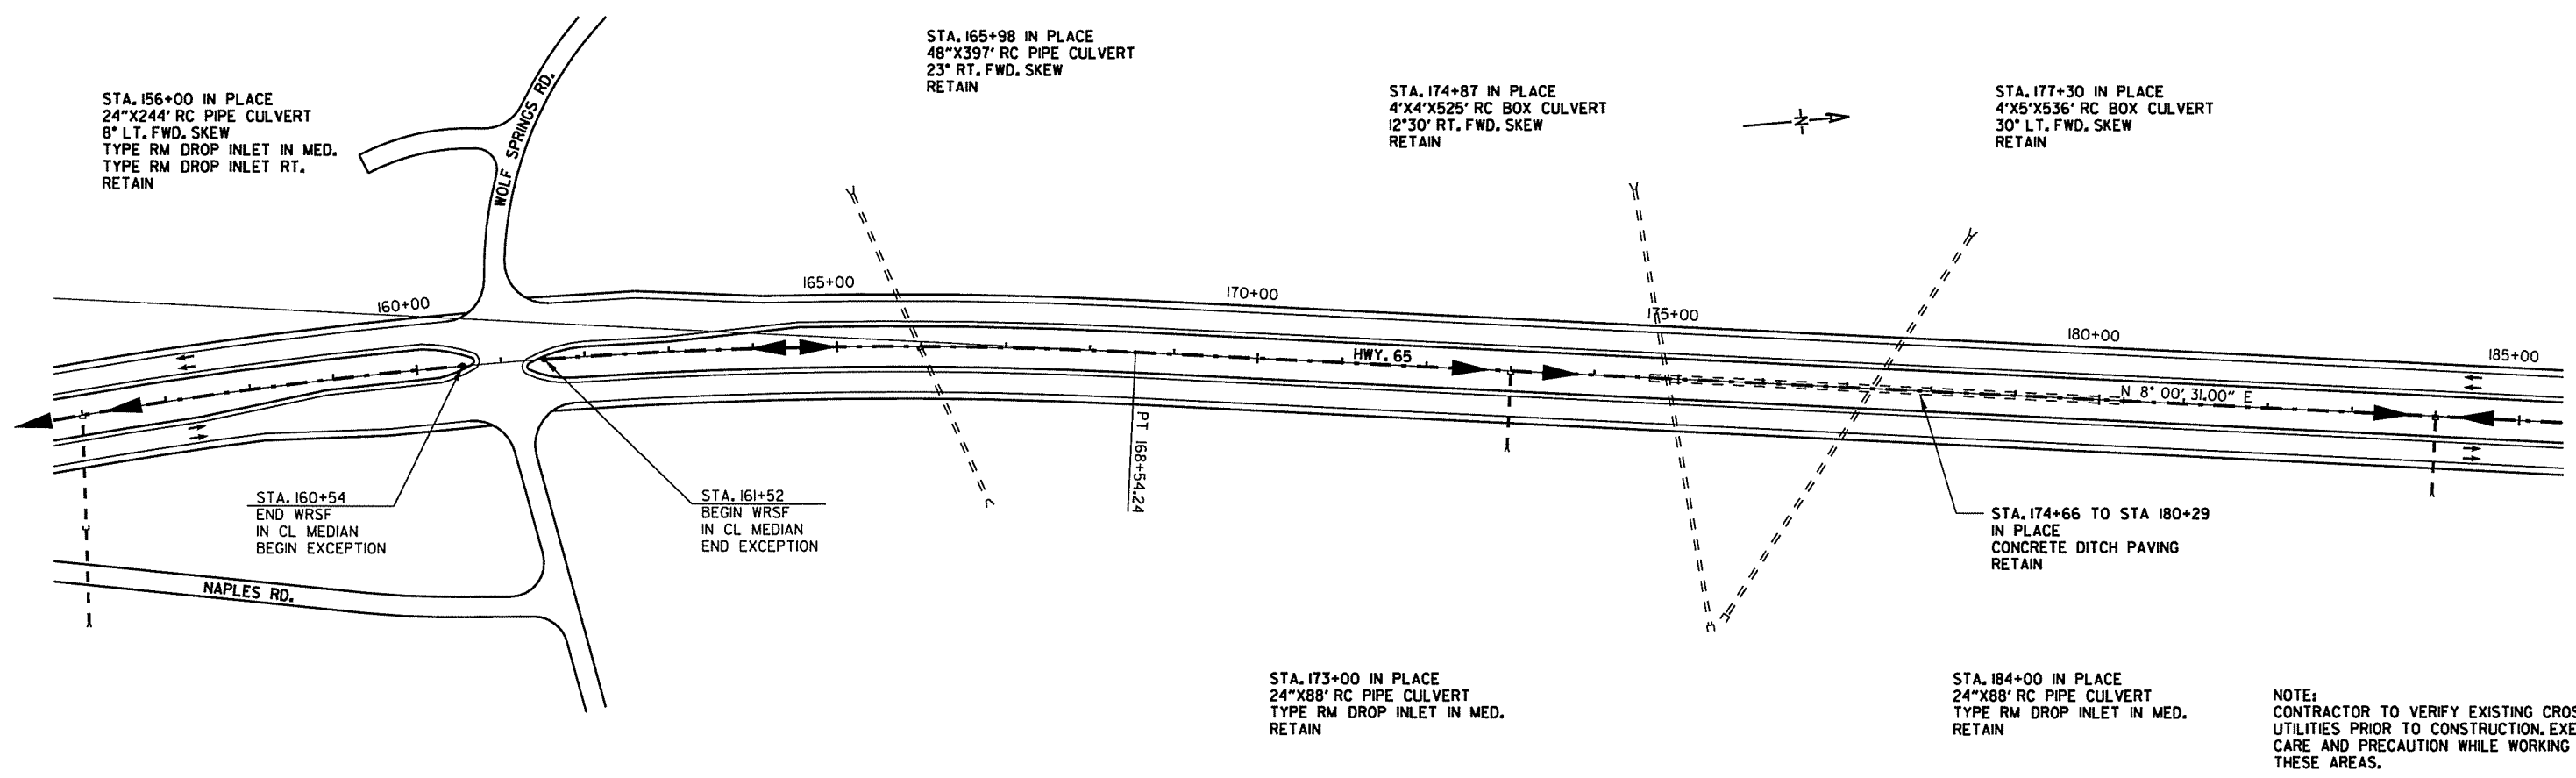 STA. 156+00 IN PLACE
24"X244' RC PIPE CULVERT
8° LT. FWD. SKEW
TYPE RM DROP INLET IN MED.
TYPE RM DROP INLET RT.
RETAIN
WOLF SPRINGS RD.
STA. 165+98 IN PLACE
48"X397' RC PIPE CULVERT
23° RT. FWD. SKEW
RETAIN
STA. 174+87 IN PLACE
4'X4'X525' RC BOX CULVERT
12°30' RT. FWD. SKEW
RETAIN
N
STA. 177+30 IN PLACE
4'X5'X536' RC BOX CULVERT
30° LT. FWD. SKEW
RETAIN
160+00
165+00
170+00
175+00
180+00
185+00
HWY. 65
N 8° 00' 31.00" E
PT 168+54.24
STA. 160+54
END WRSF
IN CL MEDIAN
BEGIN EXCEPTION
STA. 161+52
BEGIN WRSF
IN CL MEDIAN
END EXCEPTION
STA. 174+66 TO STA 180+29
IN PLACE
CONCRETE DITCH PAVING
RETAIN
NAPLES RD.
STA. 173+00 IN PLACE
24"X88' RC PIPE CULVERT
TYPE RM DROP INLET IN MED.
RETAIN
STA. 184+00 IN PLACE
24"X88' RC PIPE CULVERT
TYPE RM DROP INLET IN MED.
RETAIN
NOTE:
CONTRACTOR TO VERIFY EXISTING CROS
UTILITIES PRIOR TO CONSTRUCTION. EXE
CARE AND PRECAUTION WHILE WORKING
THESE AREAS.